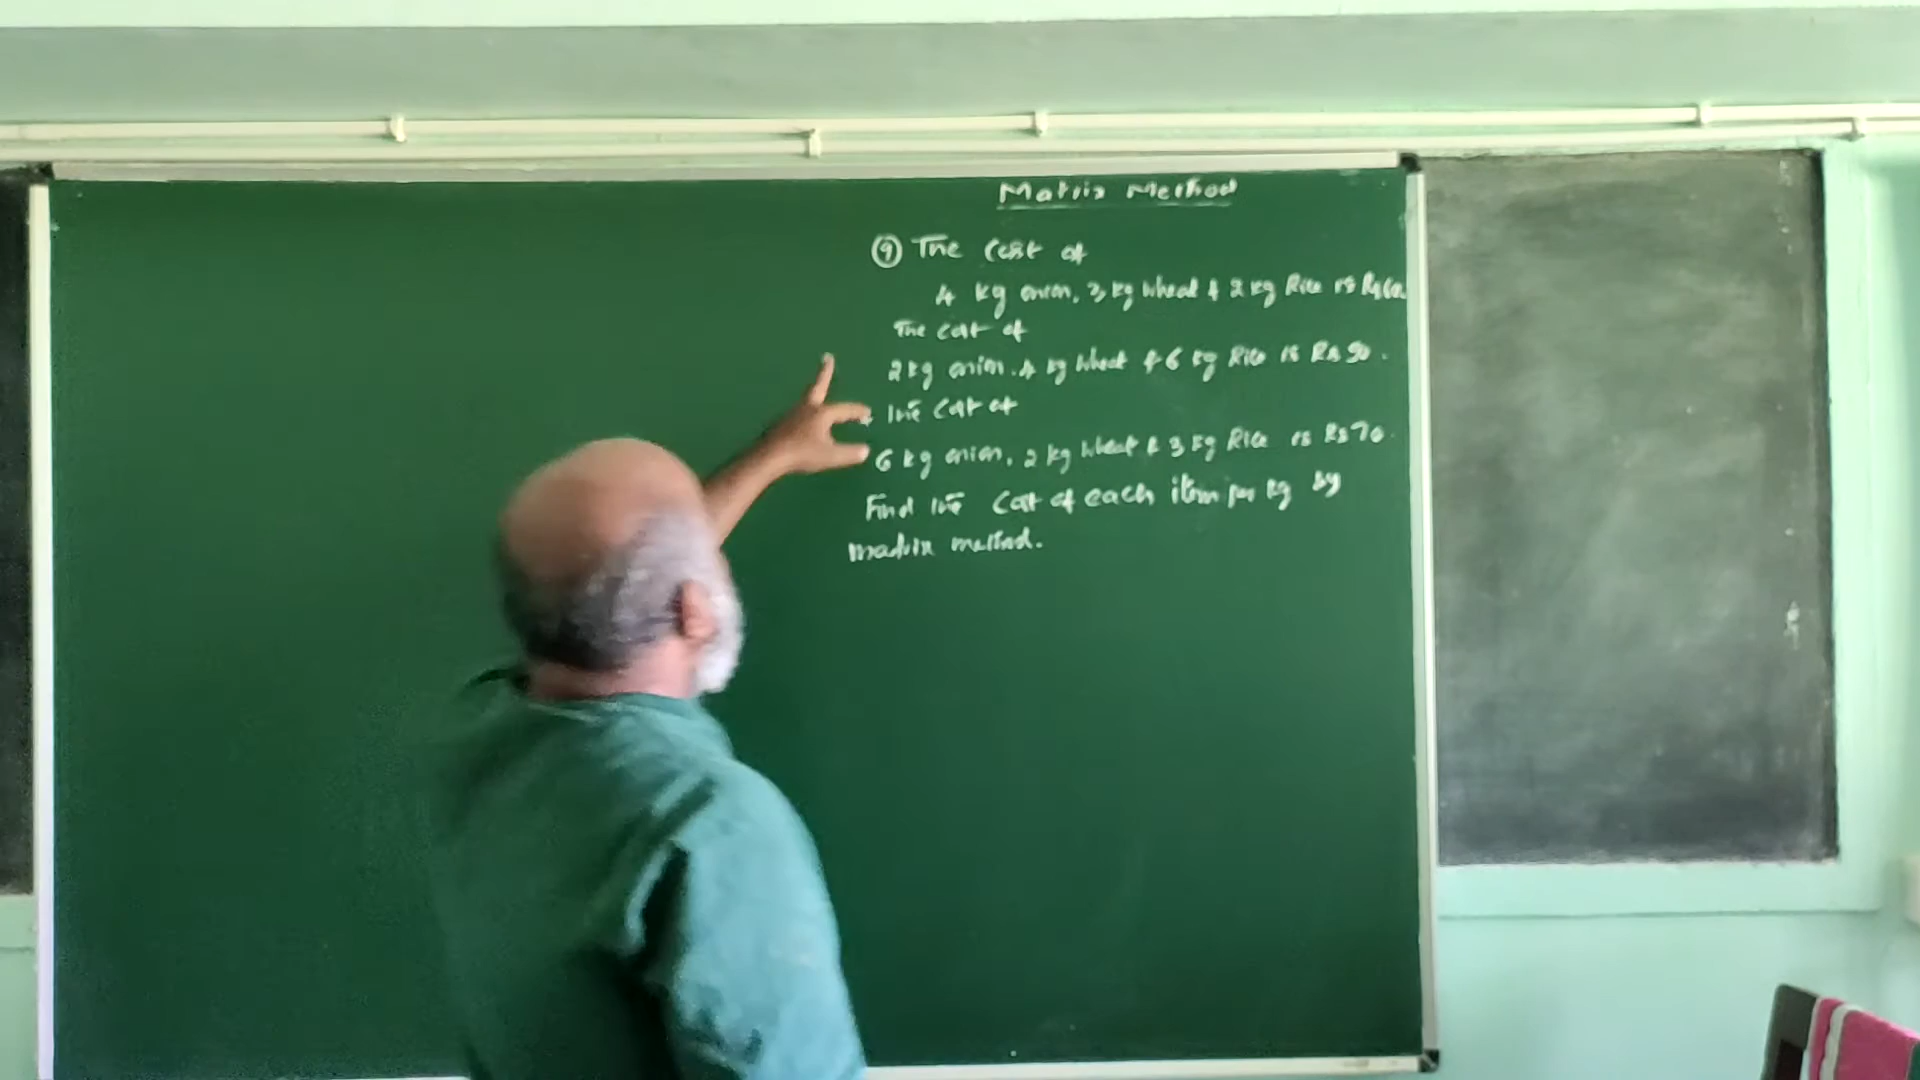 Matrix Method
⑨ The Cost of
4 kg onion, 3 kg wheat & 2 kg Rice is Rs 60.
The cost of
2 kg onion, 4 kg wheat & 6 kg Rice is Rs 90.
& The Cost of
6 kg onion, 2 kg wheat & 3 kg Rice is Rs 70.
Find the Cost of each item per kg by
matrix method.